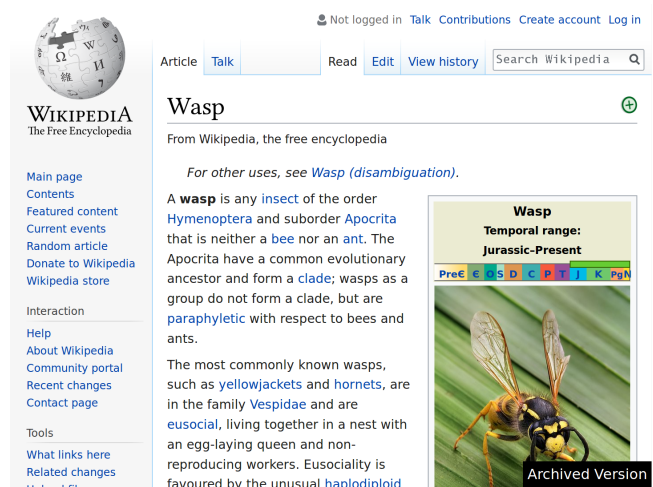 Not logged in Talk Contributions Create account Log in
Article Talk Read Edit View history Search Wikipedia
WIKIPEDIA
The Free Encyclopedia
Main page
Contents
Featured content
Current events
Random article
Donate to Wikipedia
Wikipedia store
Interaction
Help
About Wikipedia
Community portal
Recent changes
Contact page
Tools
What links here
Related changes
Wasp
From Wikipedia, the free encyclopedia
For other uses, see Wasp (disambiguation).
A wasp is any insect of the order
Hymenoptera and suborder Apocrita
that is neither a bee nor an ant. The
Apocrita have a common evolutionary
ancestor and form a clade; wasps as a
group do not form a clade, but are
paraphyletic with respect to bees and
ants.
The most commonly known wasps,
such as yellowjackets and hornets, are
in the family Vespidae and are
eusocial, living together in a nest with
an egg-laying queen and non-
reproducing workers. Eusociality is
favoured by the unusual haplodiploid
Wasp
Temporal range:
Jurassic–Present
PreЄ Є O S D C P T J K Pg N
Archived Version